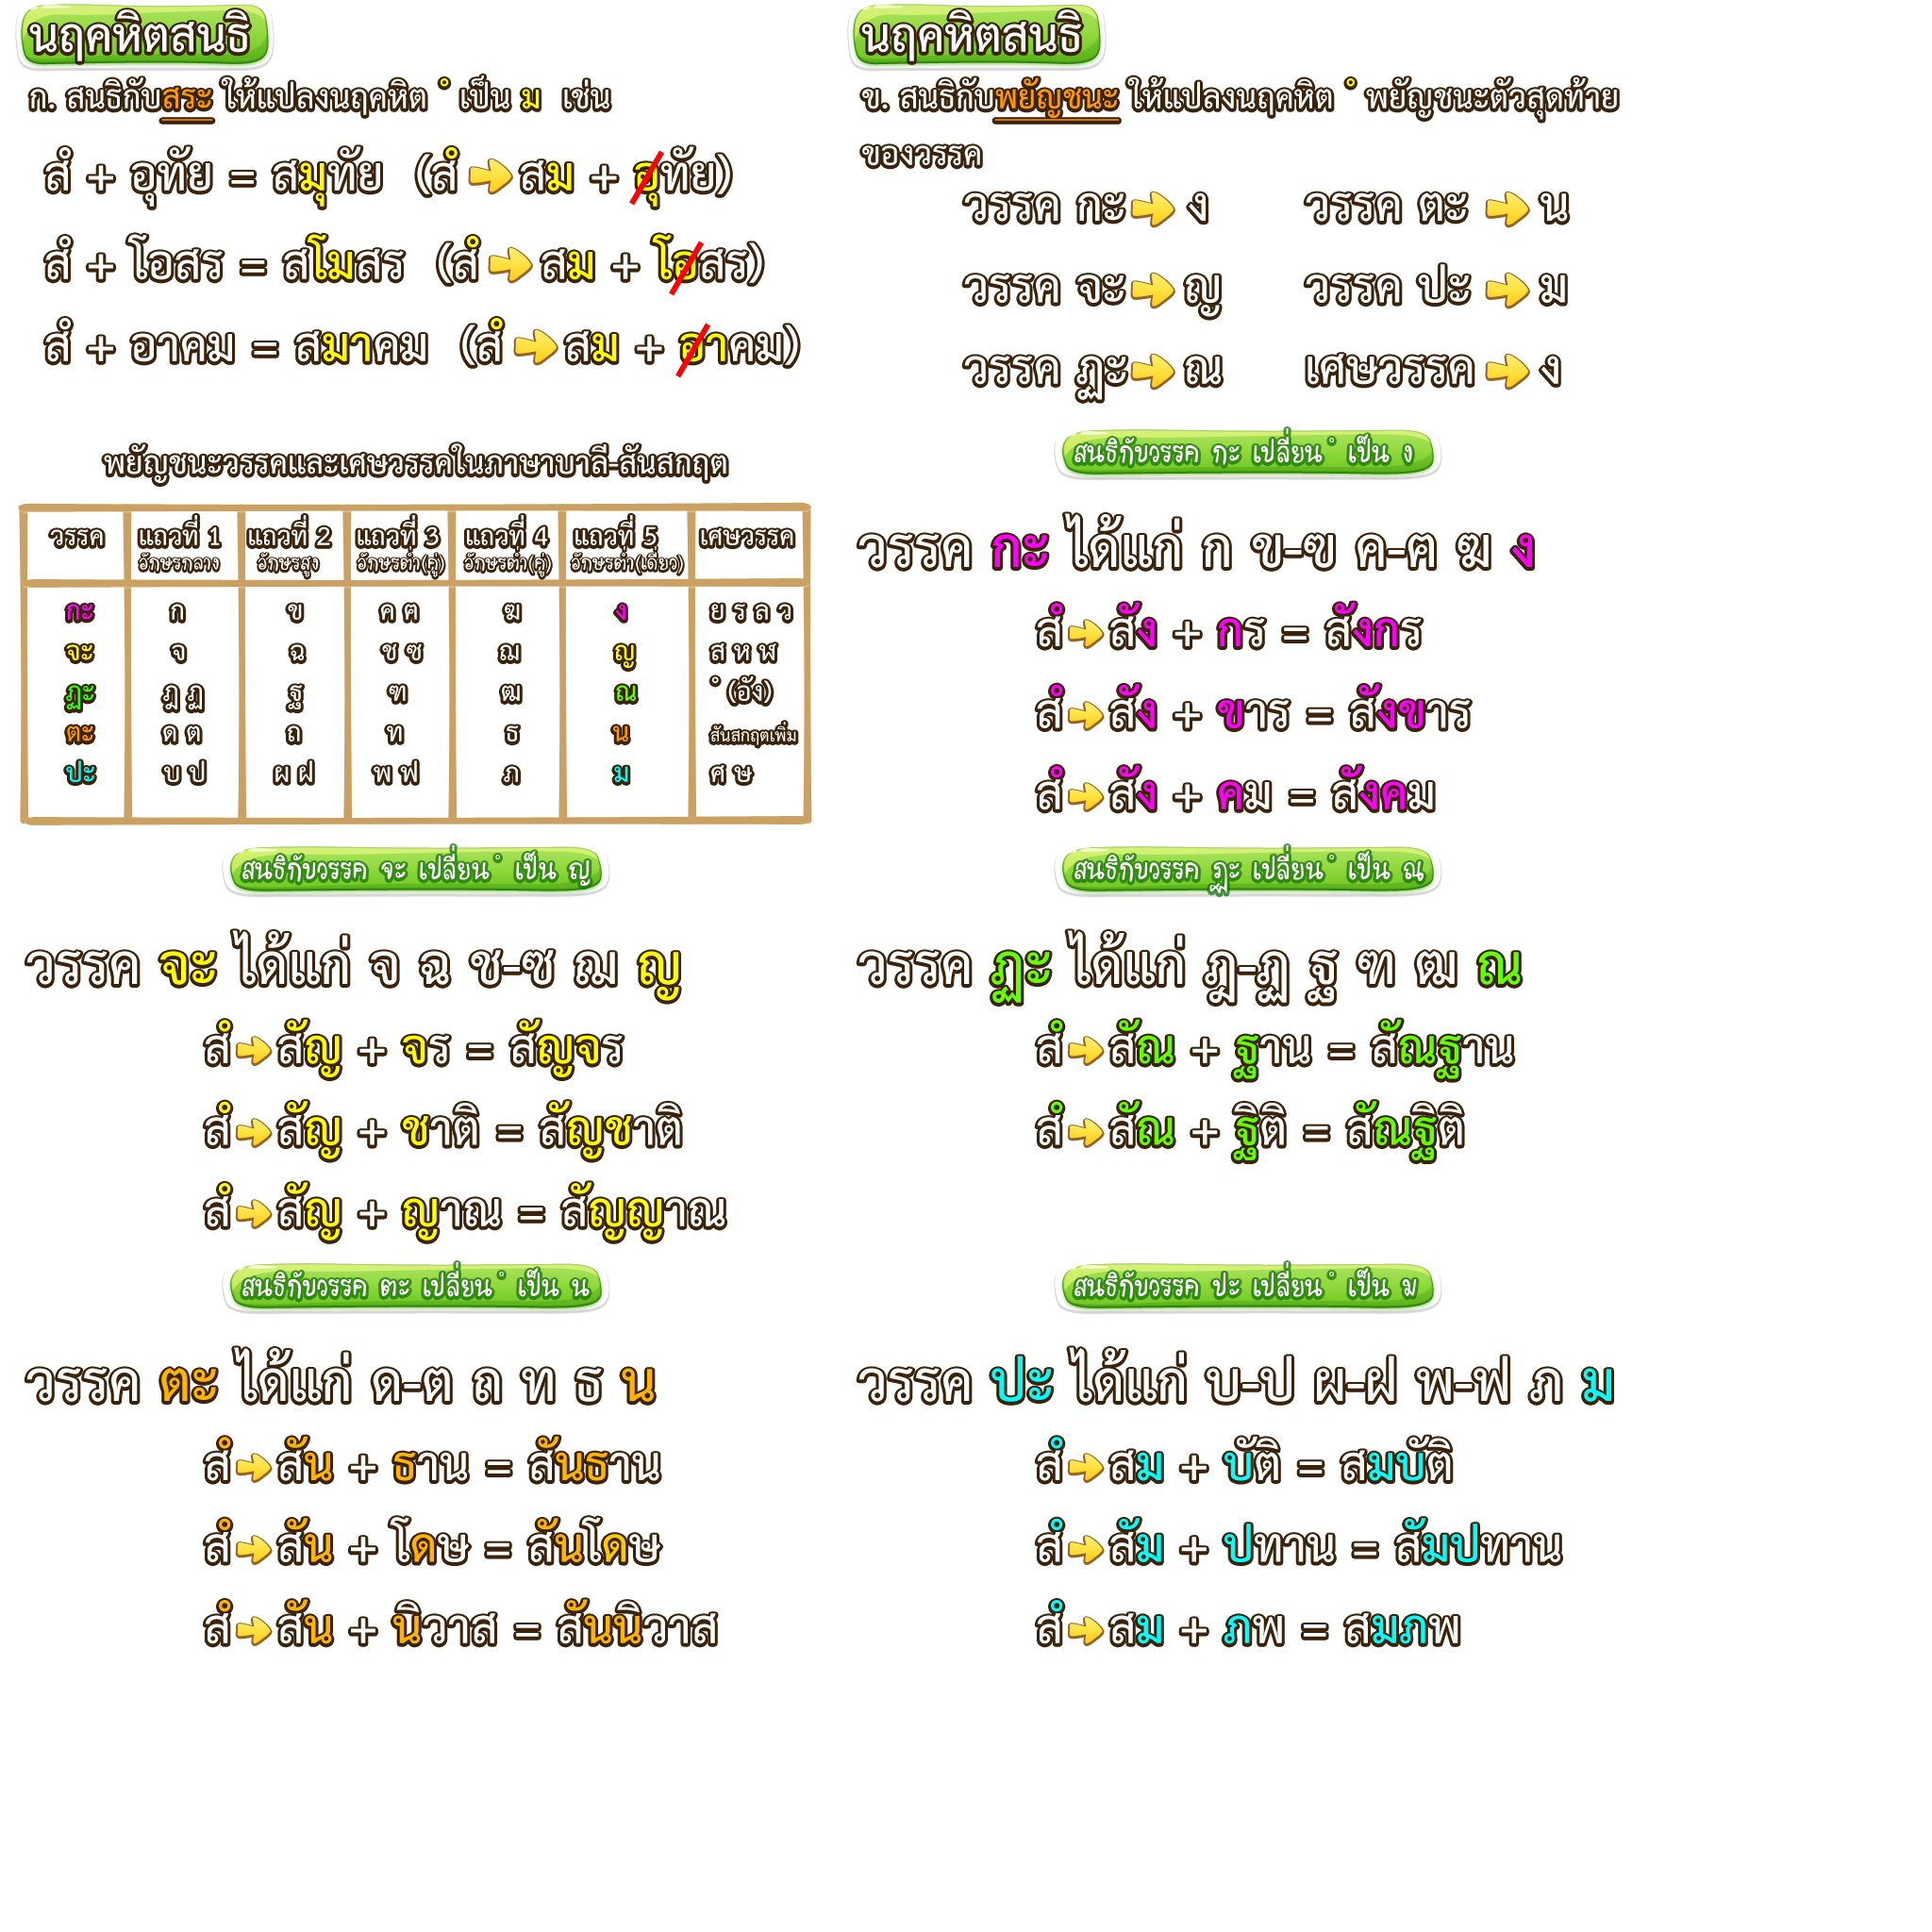 นฤคหิตสนธิ
ก. สนธิกับสระ ให้แปลงนฤคหิต ํ เป็น ม เช่น
สํ + อุทัย = สมุทัย (สํ สม + อุทัย)
สํ + โอสร = สโมสร (สํ สม + โอสร)
สํ + อาคม = สมาคม (สํ สม + อาคม)
นฤคหิตสนธิ
ข. สนธิกับพยัญชนะ ให้แปลงนฤคหิต ํ พยัญชนะตัวสุดท้าย
ของวรรค
วรรค กะ ง วรรค ตะ น
วรรค จะ ญ วรรค ปะ ม
วรรค ฏะ ณ เศษวรรค ง
พยัญชนะวรรคและเศษวรรคในภาษาบาลี-สันสกฤต
วรรค แถวที่ 1 แถวที่ 2 แถวที่ 3 แถวที่ 4 แถวที่ 5 เศษวรรค
อักษรกลาง อักษรสูง อักษรต่ำ(คู่) อักษรต่ำ(คู่) อักษรต่ำ(เดี่ยว)
กะ ก ข ค ฅ ฆ ง ย ร ล ว
จะ จ ฉ ช ซ ฌ ญ ส ห ฬ
ฏะ ฎ ฏ ฐ ฑ ฒ ณ ํ (อัง)
ตะ ด ต ถ ท ธ น สันสกฤตเพิ่ม
ปะ บ ป ผ ฝ พ ฟ ภ ม ศ ษ
สนธิกับวรรค กะ เปลี่ยน ํ เป็น ง
วรรค กะ ได้แก่ ก ข-ฃ ค-ฅ ฆ ง
สํ สัง + กร = สังกร
สํ สัง + ขาร = สังขาร
สํ สัง + คม = สังคม
สนธิกับวรรค จะ เปลี่ยน ํ เป็น ญ
วรรค จะ ได้แก่ จ ฉ ช-ซ ฌ ญ
สํ สัญ + จร = สัญจร
สํ สัญ + ชาติ = สัญชาติ
สํ สัญ + ญาณ = สัญญาณ
สนธิกับวรรค ฏะ เปลี่ยน ํ เป็น ณ
วรรค ฏะ ได้แก่ ฎ-ฏ ฐ ฑ ฒ ณ
สํ สัณ + ฐาน = สัณฐาน
สํ สัณ + ฐิติ = สัณฐิติ
สนธิกับวรรค ตะ เปลี่ยน ํ เป็น น
วรรค ตะ ได้แก่ ด-ต ถ ท ธ น
สํ สัน + ธาน = สันธาน
สํ สัน + โดษ = สันโดษ
สํ สัน + นิวาส = สันนิวาส
สนธิกับวรรค ปะ เปลี่ยน ํ เป็น ม
วรรค ปะ ได้แก่ บ-ป ผ-ฝ พ-ฟ ภ ม
สํ สม + บัติ = สมบัติ
สํ สัม + ปทาน = สัมปทาน
สํ สม + ภพ = สมภพ